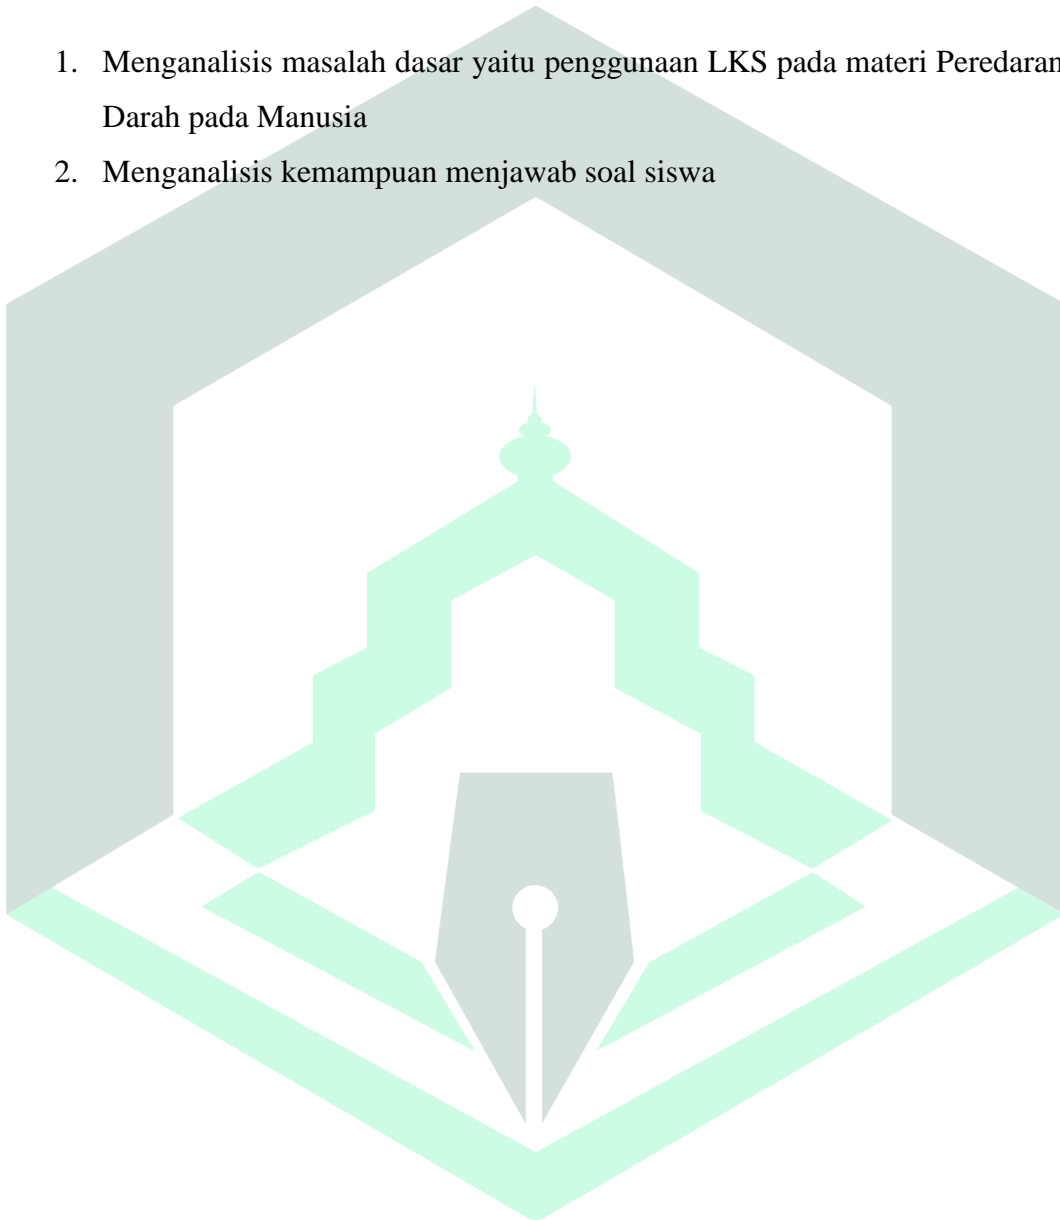 1. Menganalisis masalah dasar yaitu penggunaan LKS pada materi Peredaran
Darah pada Manusia
2. Menganalisis kemampuan menjawab soal siswa